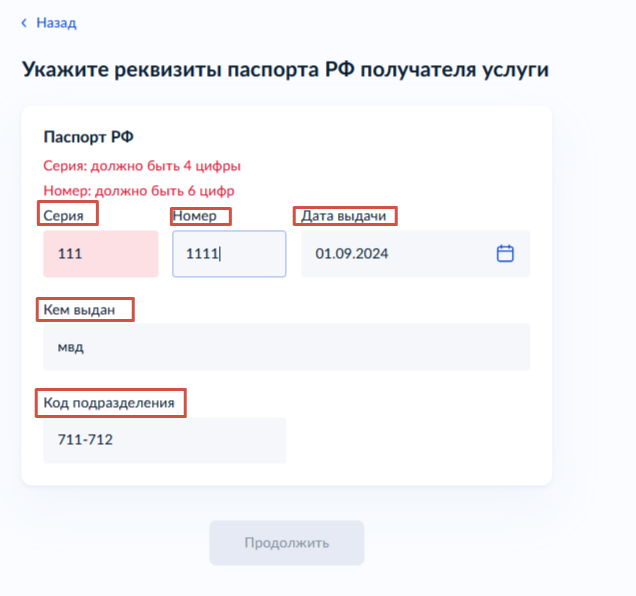 Назад
Укажите реквизиты паспорта РФ получателя услуги
Паспорт РФ
Серия: должно быть 4 цифры
Номер: должно быть 6 цифр
Серия Номер Дата выдачи
111 1111 01.09.2024
Кем выдан
мвд
Код подразделения
711-712
Продолжить